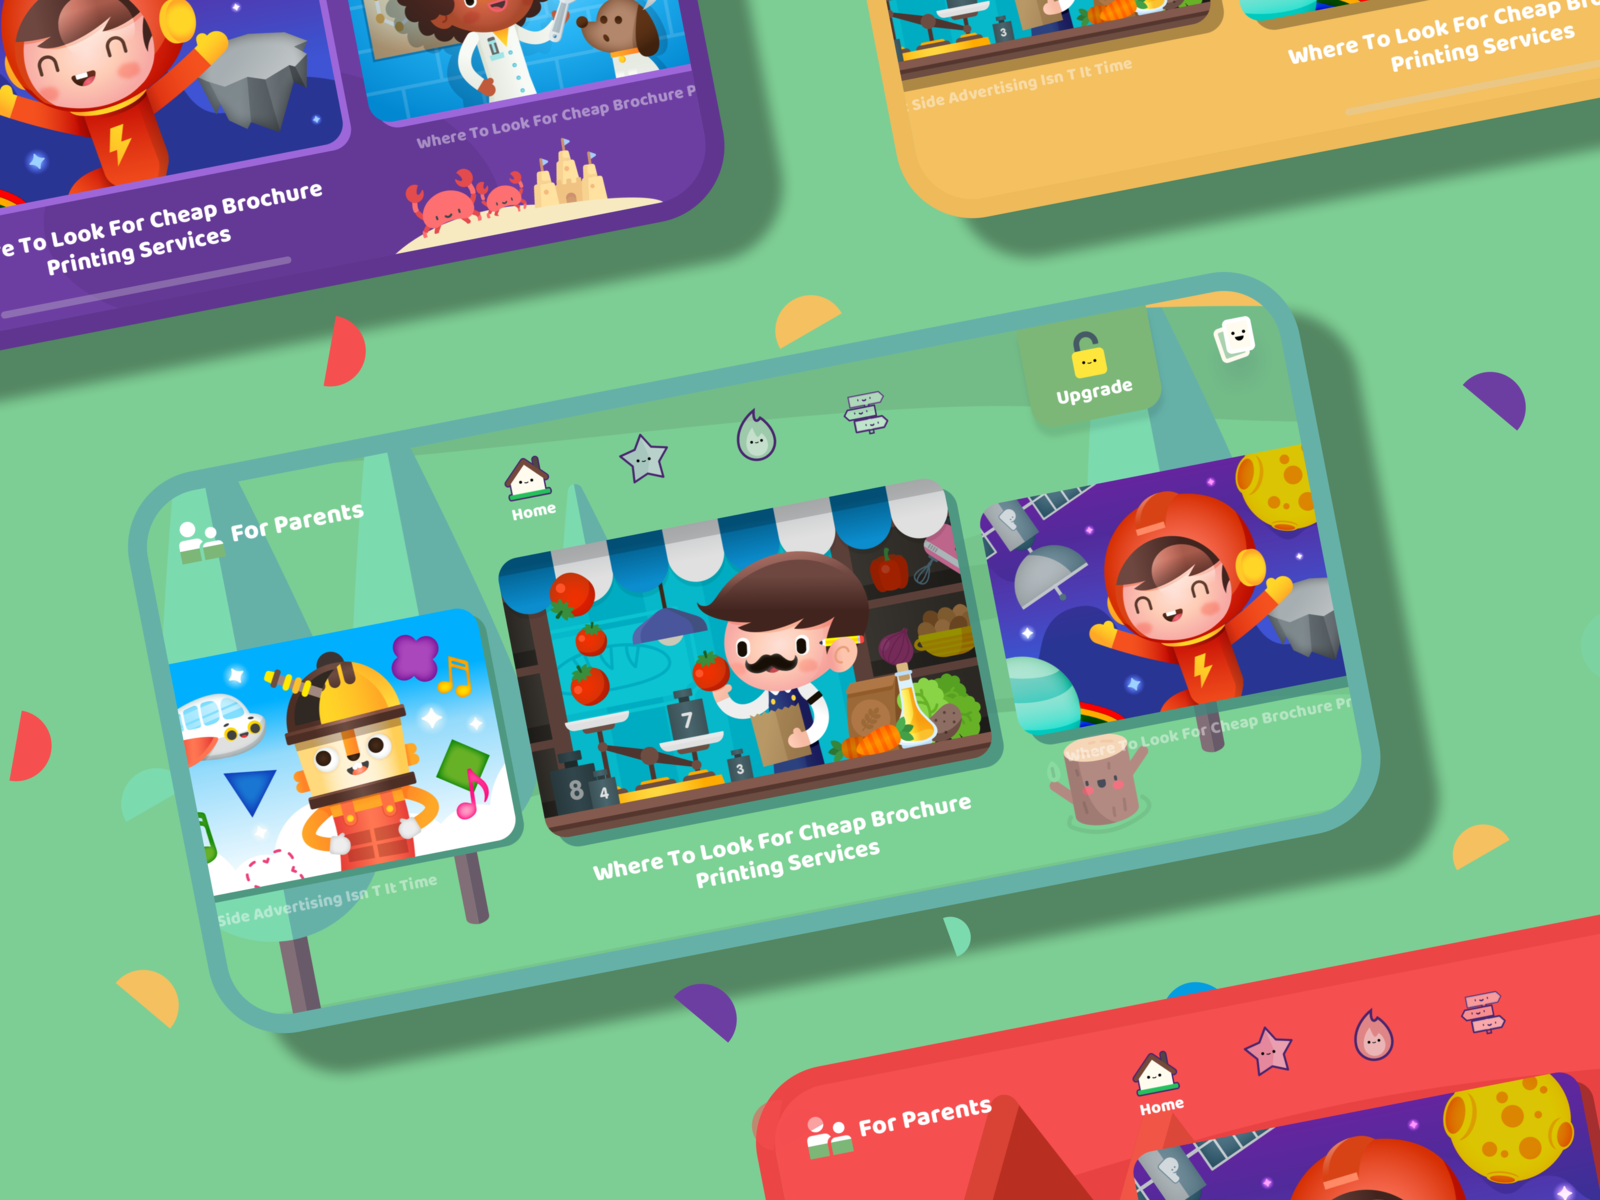 Where To Look For Cheap Brochure P
e To Look For Cheap Brochure
Printing Services
3
Side Advertising Isn T It Time
Where To Look For Cheap Bro
Printing Services
Upgrade
For Parents
Home
7
8
4
3
Side Advertising Isn T It Time
Where To Look For Cheap Brochure
Printing Services
Where To Look For Cheap Brochure Pr
For Parents
Home